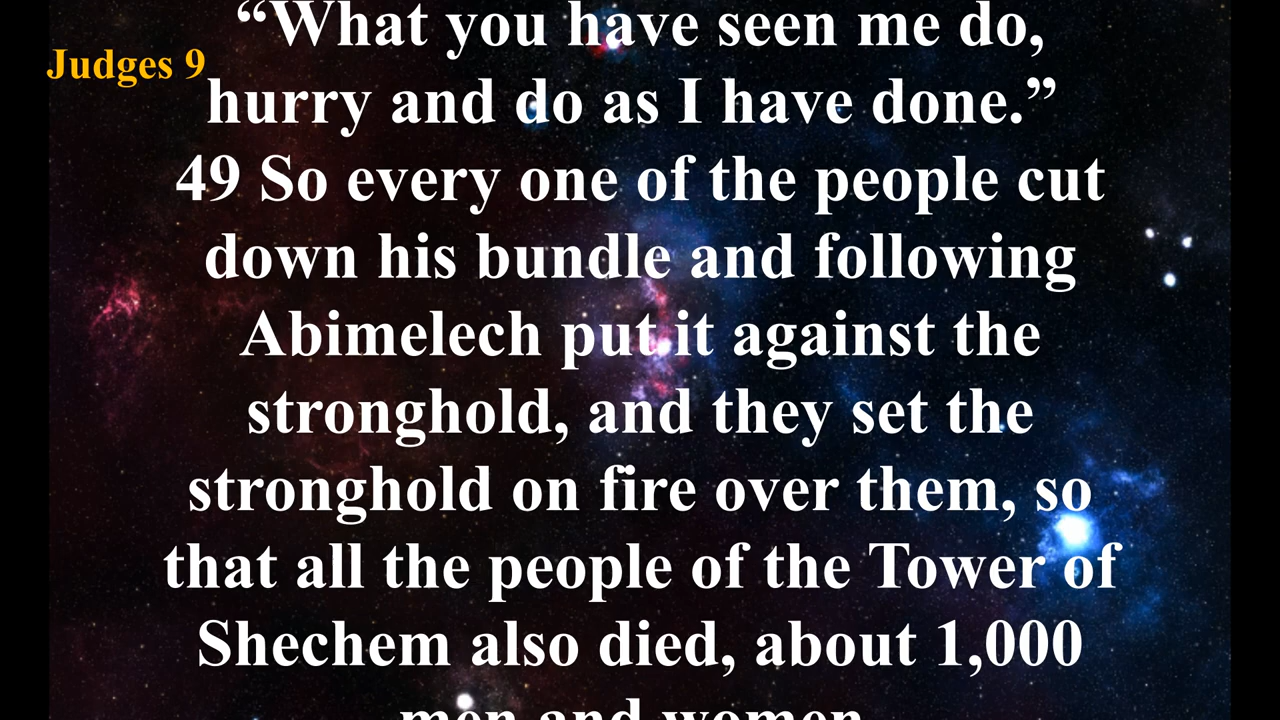 “What you have seen me do,
Judges 9
hurry and do as I have done.”
49 So every one of the people cut
down his bundle and following
Abimelech put it against the
stronghold, and they set the
stronghold on fire over them, so
that all the people of the Tower of
Shechem also died, about 1,000
men and women